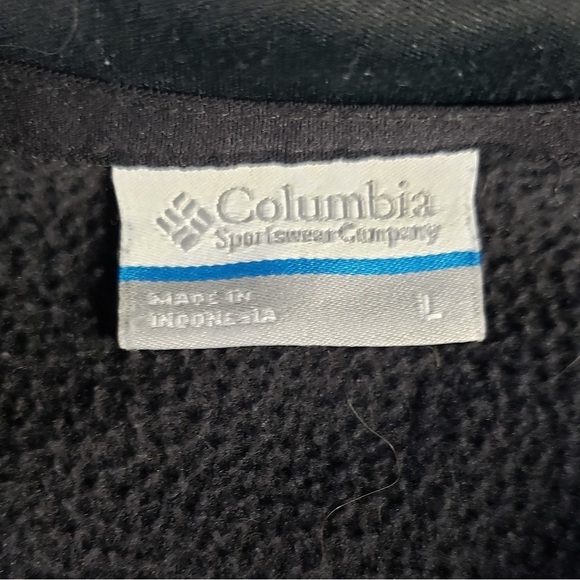 Columbia
Sportswear Company
MADE IN
INDONESIA
L